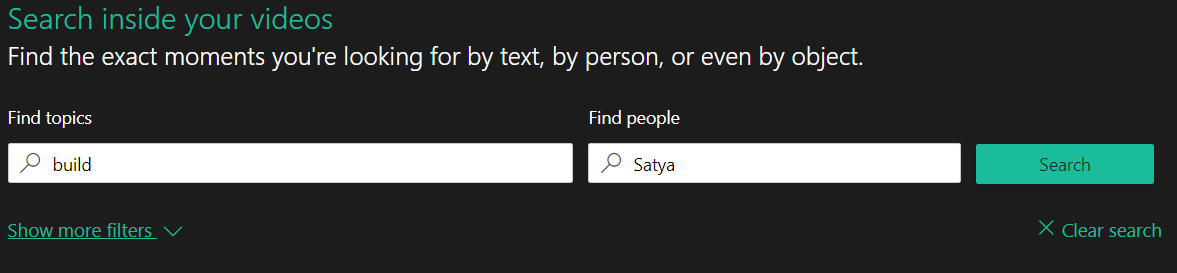 Search inside your videos
Find the exact moments you're looking for by text, by person, or even by object.
Find topics
Find people
build
Satya
Search
Show more filters
Clear search